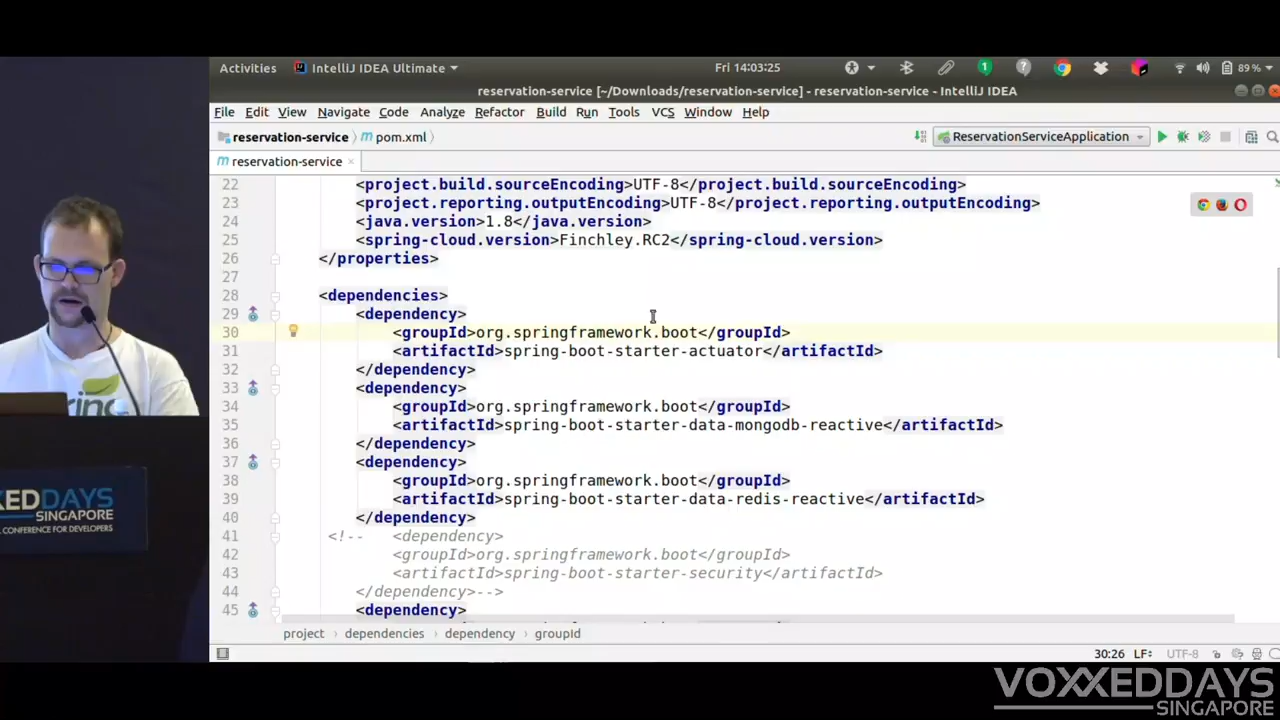 Activities IntelliJ IDEA Ultimate Fri 14:03:25 1 ? 89%
reservation-service [~/Downloads/reservation-service] - reservation-service - IntelliJ IDEA
File Edit View Navigate Code Analyze Refactor Build Run Tools VCS Window Help
reservation-service pom.xml ReservationServiceApplication
m reservation-service ×
22 <project.build.sourceEncoding>UTF-8</project.build.sourceEncoding>
23 <project.reporting.outputEncoding>UTF-8</project.reporting.outputEncoding>
24 <java.version>1.8</java.version>
25 <spring-cloud.version>Finchley.RC2</spring-cloud.version>
26 </properties>
27
28 <dependencies>
29 <dependency>
30 <groupId>org.springframework.boot</groupId>
31 <artifactId>spring-boot-starter-actuator</artifactId>
32 </dependency>
33 <dependency>
34 <groupId>org.springframework.boot</groupId>
35 <artifactId>spring-boot-starter-data-mongodb-reactive</artifactId>
36 </dependency>
37 <dependency>
38 <groupId>org.springframework.boot</groupId>
39 <artifactId>spring-boot-starter-data-redis-reactive</artifactId>
40 </dependency>
41 <!-- <dependency>
42 <groupId>org.springframework.boot</groupId>
43 <artifactId>spring-boot-starter-security</artifactId>
44 </dependency>-->
45 <dependency>
project › dependencies › dependency › groupId
30:26 LF UTF-8
ring
XEDDAYS
SINGAPORE
CONFERENCE FOR DEVELOPERS
VOXXEDDAYS
SINGAPORE